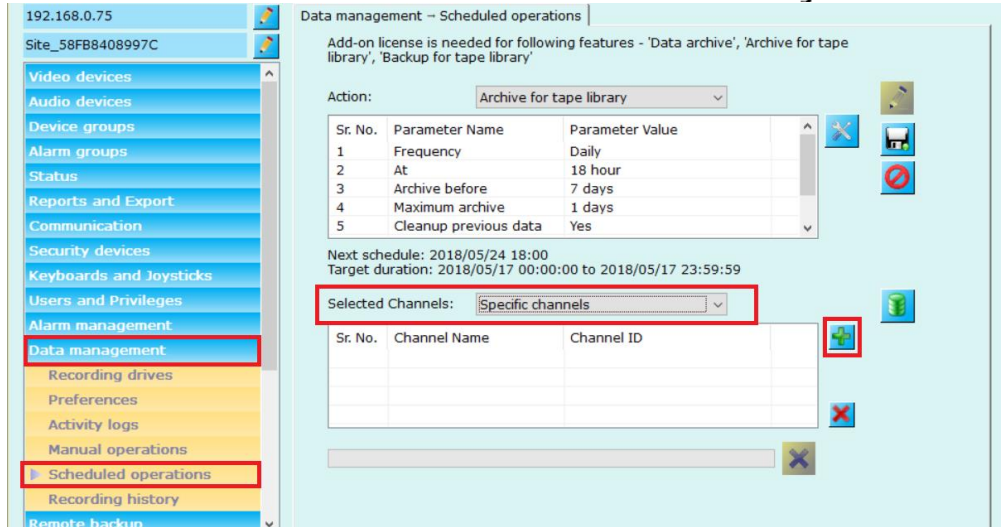 192.168.0.75
Site_58FB8408997C
Video devices
Audio devices
Device groups
Alarm groups
Status
Reports and Export
Communication
Security devices
Keyboards and Joysticks
Users and Privileges
Alarm management
Data management
Recording drives
Preferences
Activity logs
Manual operations
Scheduled operations
Recording history
Remote backup
Data management → Scheduled operations
Add-on license is needed for following features - 'Data archive', 'Archive for tape
library', 'Backup for tape library'
Action: Archive for tape library
Sr. No. Parameter Name Parameter Value
1 Frequency Daily
2 At 18 hour
3 Archive before 7 days
4 Maximum archive 1 days
5 Cleanup previous data Yes
Next schedule: 2018/05/24 18:00
Target duration: 2018/05/17 00:00:00 to 2018/05/17 23:59:59
Selected Channels: Specific channels
Sr. No. Channel Name Channel ID